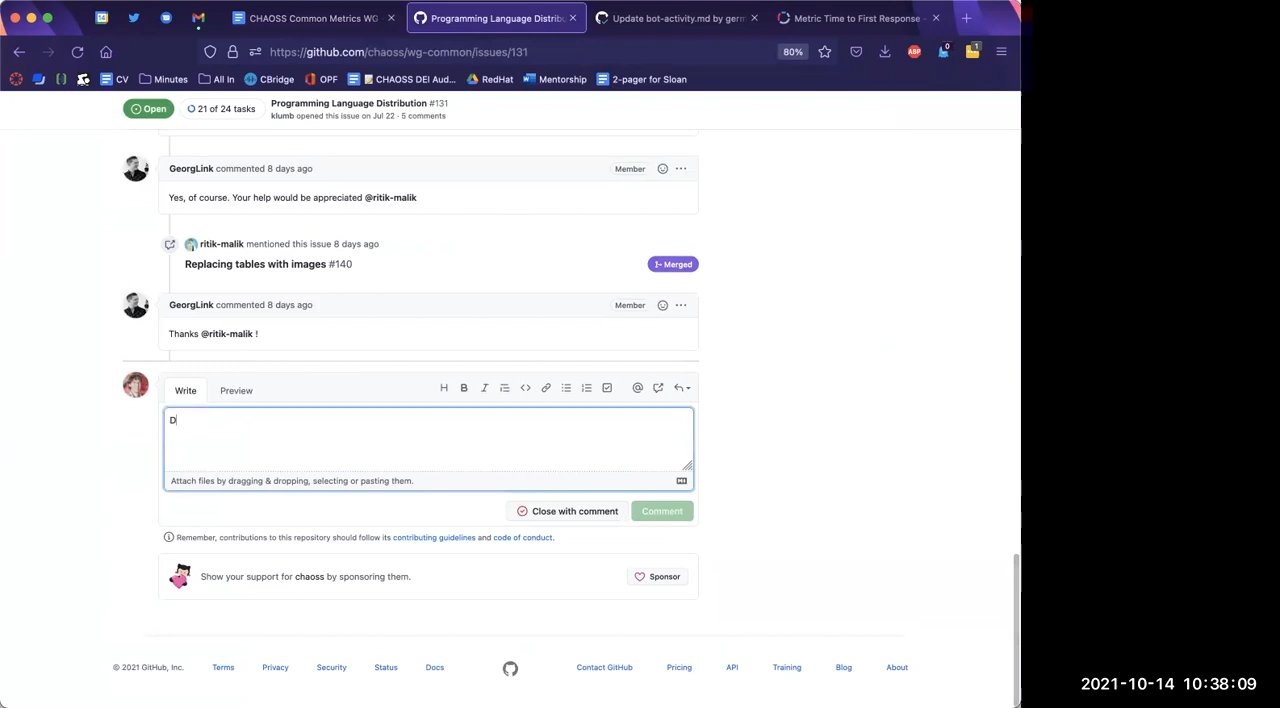 CHAOSS Common Metrics WG
Programming Language Distrib
Update bot-activity.md by germ
Metric Time to First Response -
https://github.com/chaoss/wg-common/issues/131
80%
ABP
0
1
CV
Minutes
All In
CBridge
OPF
CHAOSS DEI Aud...
RedHat
Mentorship
2-pager for Sloan
Open
21 of 24 tasks
Programming Language Distribution #131
klumb opened this issue on Jul 22 · 5 comments
GeorgLink commented 8 days ago
Member
Yes, of course. Your help would be appreciated @ritik-malik
ritik-malik mentioned this issue 8 days ago
Replacing tables with images #140
Merged
GeorgLink commented 8 days ago
Member
Thanks @ritik-malik !
Write
Preview
D
Attach files by dragging & dropping, selecting or pasting them.
Close with comment
Comment
Remember, contributions to this repository should follow its contributing guidelines and code of conduct.
Show your support for chaoss by sponsoring them.
Sponsor
© 2021 GitHub, Inc.
Terms
Privacy
Security
Status
Docs
Contact GitHub
Pricing
API
Training
Blog
About
2021-10-14 10:38:09